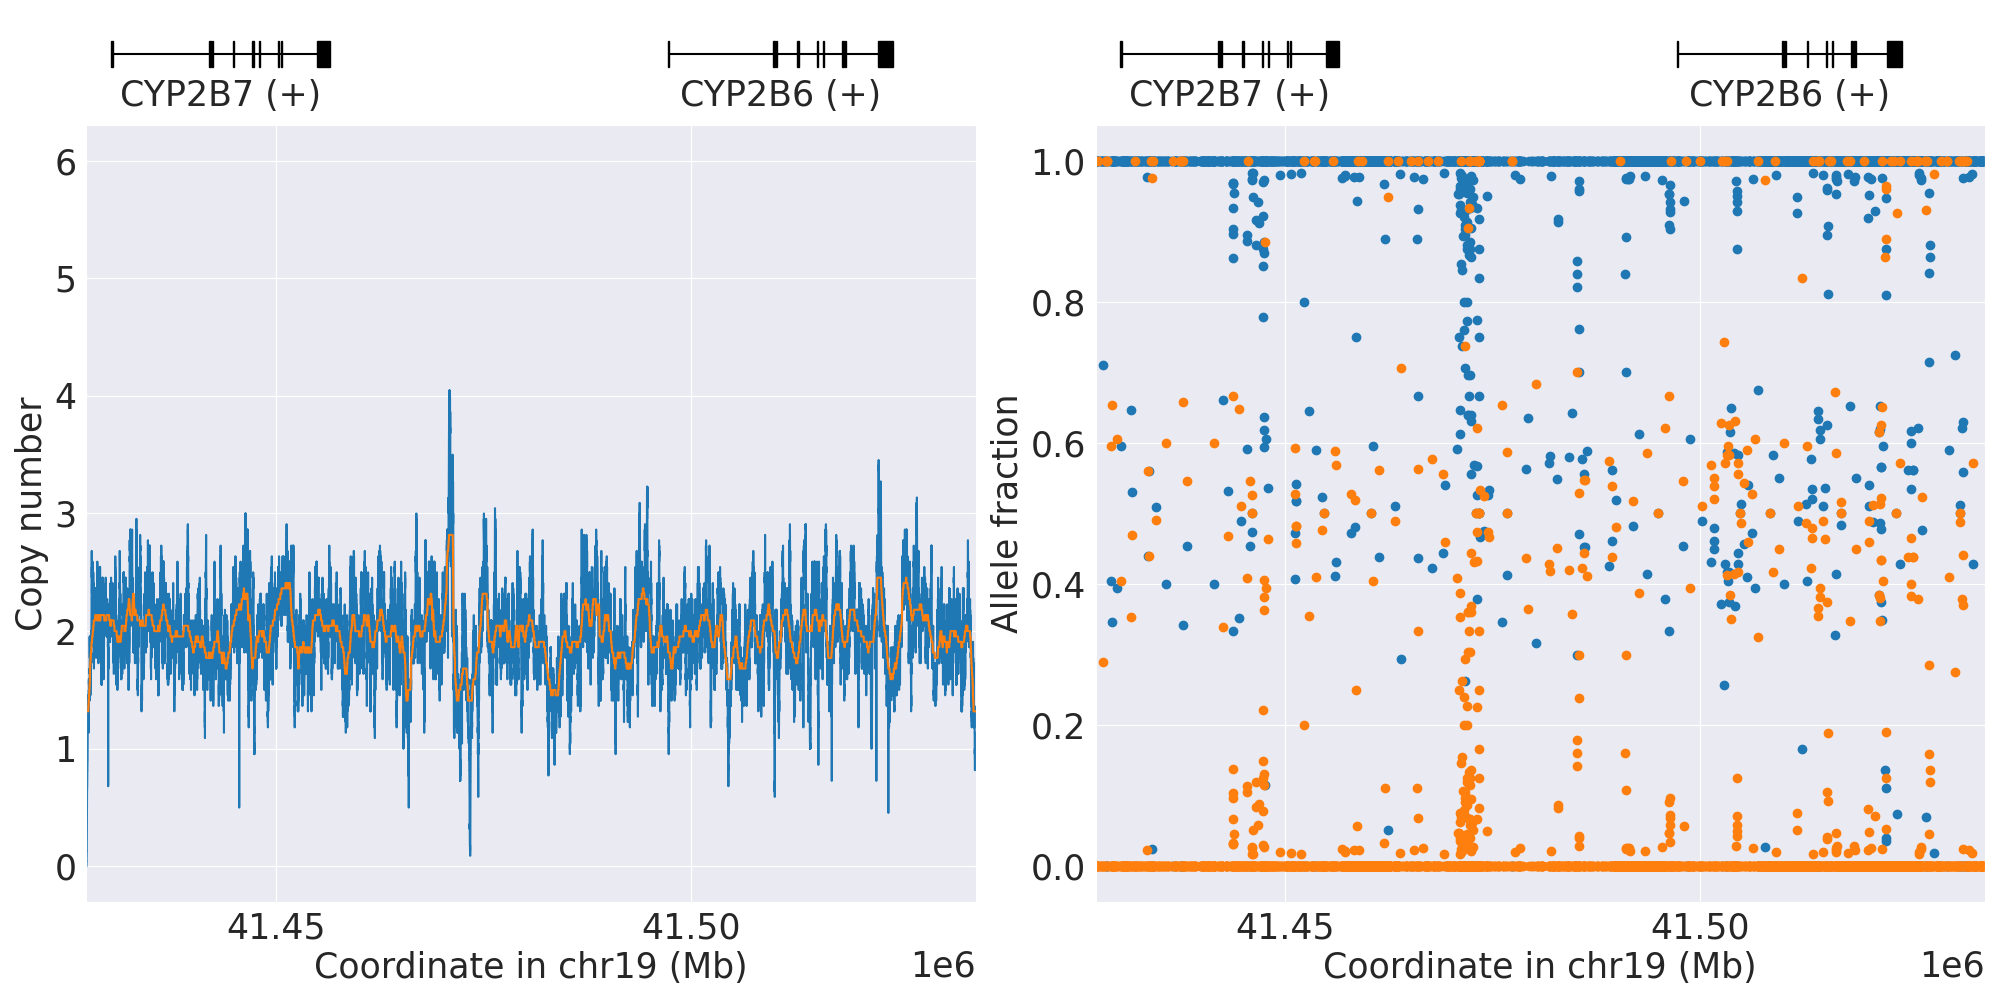 CYP2B7 (+) CYP2B6 (+)
6
5
4
3
2
1
0
Copy number
41.45 41.50
Coordinate in chr19 (Mb) 1e6
CYP2B7 (+) CYP2B6 (+)
1.0
0.8
0.6
0.4
0.2
0.0
Allele fraction
41.45 41.50
Coordinate in chr19 (Mb) 1e6